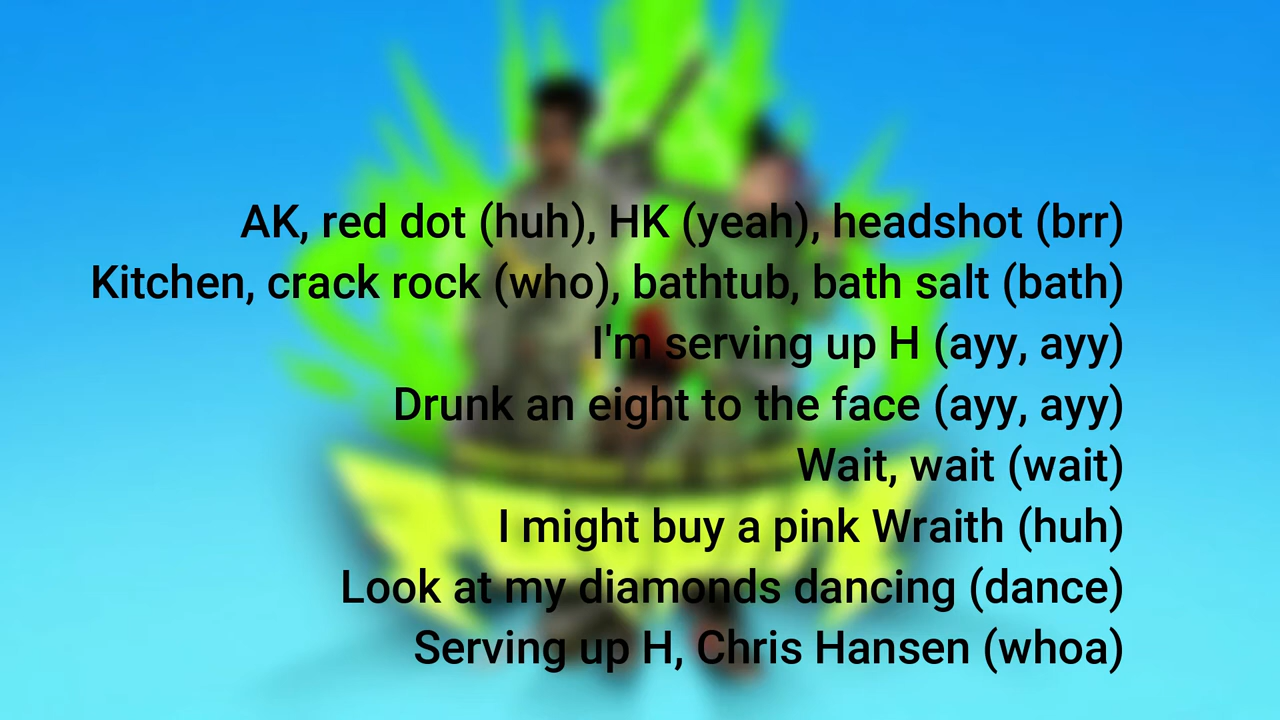 AK, red dot (huh), HK (yeah), headshot (brr)
Kitchen, crack rock (who), bathtub, bath salt (bath)
I'm serving up H (ayy, ayy)
Drunk an eight to the face (ayy, ayy)
Wait, wait (wait)
I might buy a pink Wraith (huh)
Look at my diamonds dancing (dance)
Serving up H, Chris Hansen (whoa)